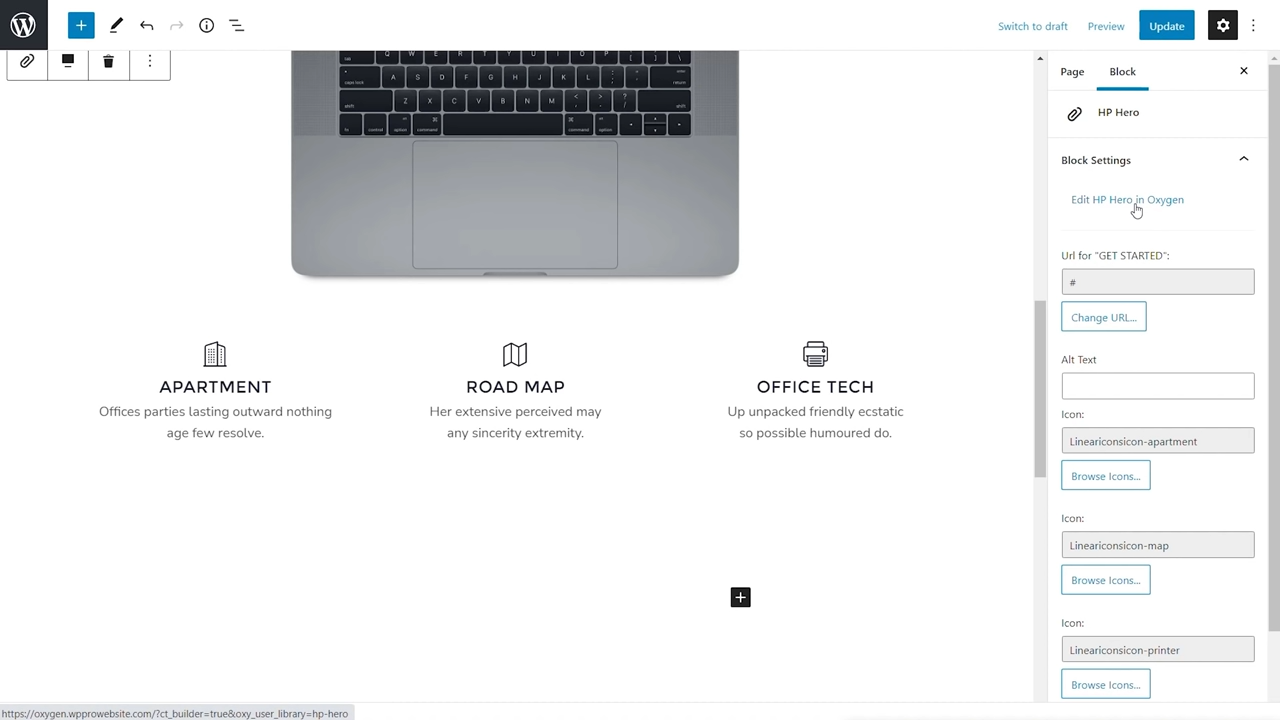 Switch to draft
Preview
Update
Page
Block
HP Hero
Block Settings
Edit HP Hero in Oxygen
Url for "GET STARTED":
#
Change URL...
Alt Text
Icon:
Lineariconsicon-apartment
Browse Icons...
Icon:
Lineariconsicon-map
Browse Icons...
Icon:
Lineariconsicon-printer
Browse Icons...
A S D F G H J K L
Z X C V B N M
shift
command
command
option
APARTMENT
Offices parties lasting outward nothing
age few resolve.
ROAD MAP
Her extensive perceived may
any sincerity extremity.
OFFICE TECH
Up unpacked friendly ecstatic
so possible humoured do.
https://oxygen.wpprowebsite.com/?ct_builder=true&oxy_user_library=hp-hero